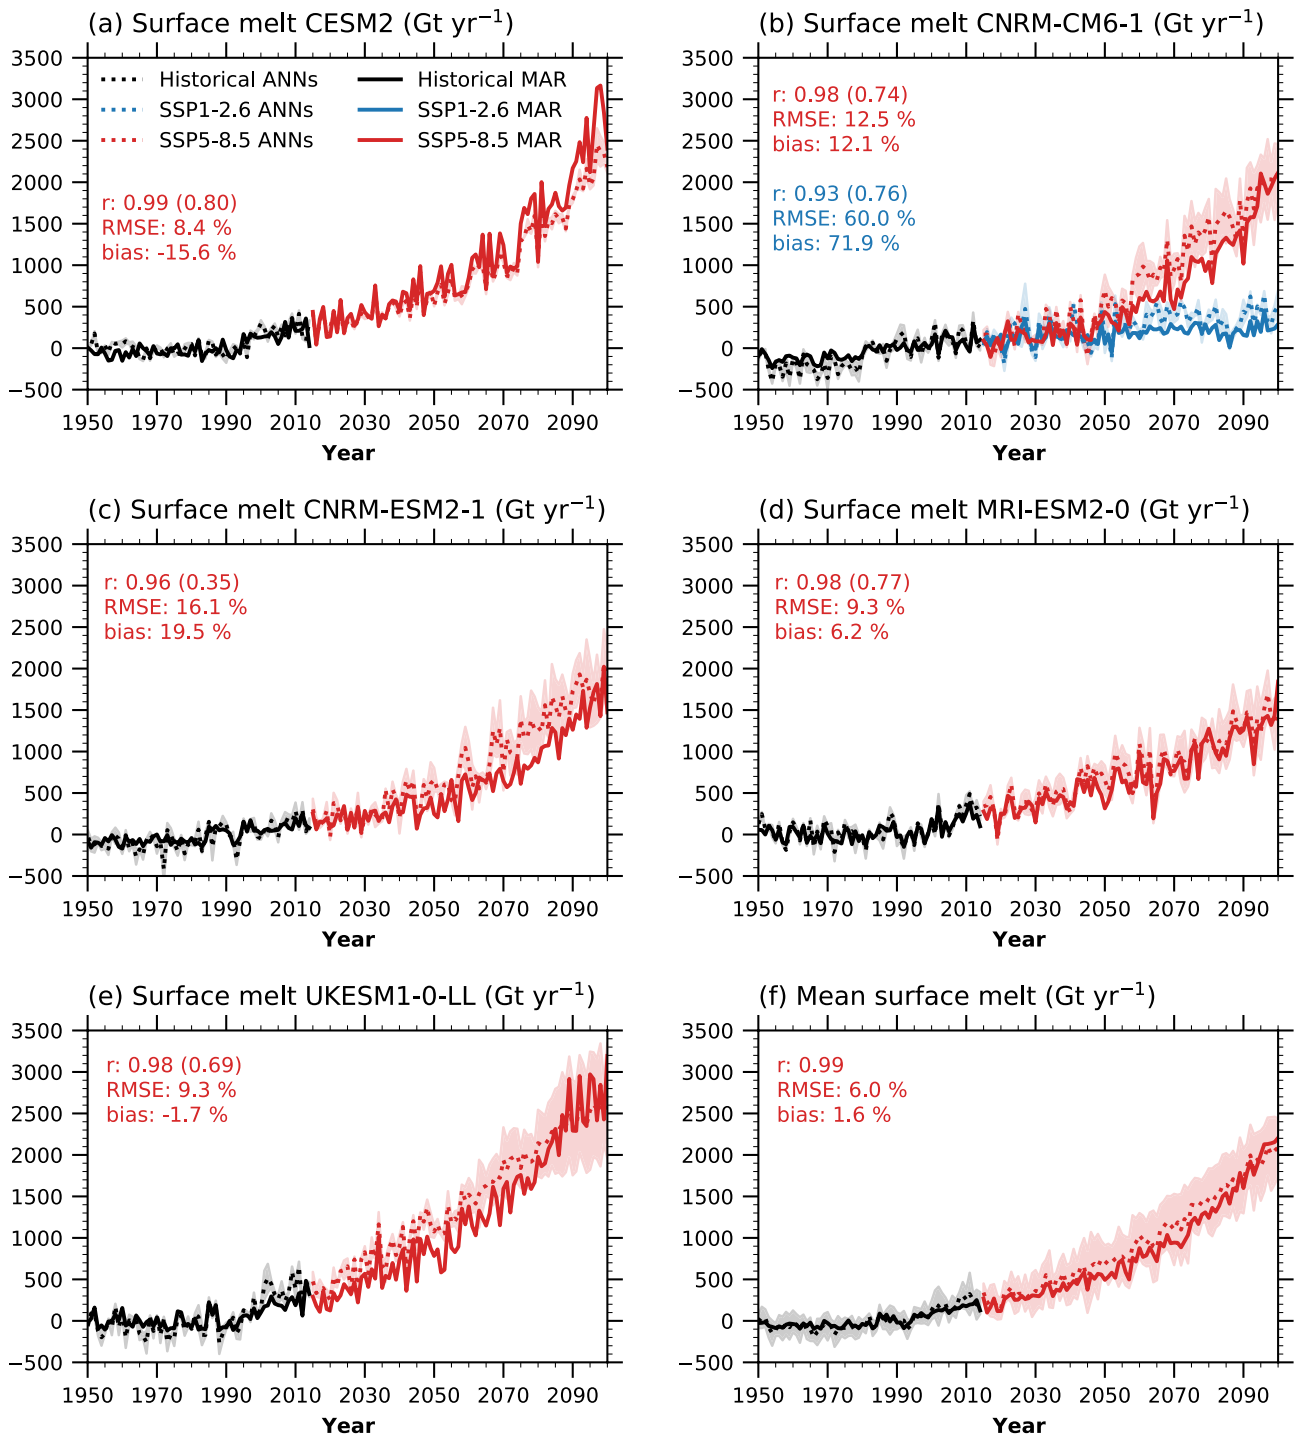 (a) Surface melt CESM2 (Gt yr⁻¹)
3500
3000
2500
2000
1500
1000
500
0
−500
Historical ANNs
SSP1-2.6 ANNs
SSP5-8.5 ANNs
Historical MAR
SSP1-2.6 MAR
SSP5-8.5 MAR
r: 0.99 (0.80)
RMSE: 8.4 %
bias: -15.6 %
1950 1970 1990 2010 2030 2050 2070 2090
Year
(b) Surface melt CNRM-CM6-1 (Gt yr⁻¹)
3500
3000
2500
2000
1500
1000
500
0
−500
r: 0.98 (0.74)
RMSE: 12.5 %
bias: 12.1 %
r: 0.93 (0.76)
RMSE: 60.0 %
bias: 71.9 %
1950 1970 1990 2010 2030 2050 2070 2090
Year
(c) Surface melt CNRM-ESM2-1 (Gt yr⁻¹)
3500
3000
2500
2000
1500
1000
500
0
−500
r: 0.96 (0.35)
RMSE: 16.1 %
bias: 19.5 %
1950 1970 1990 2010 2030 2050 2070 2090
Year
(d) Surface melt MRI-ESM2-0 (Gt yr⁻¹)
3500
3000
2500
2000
1500
1000
500
0
−500
r: 0.98 (0.77)
RMSE: 9.3 %
bias: 6.2 %
1950 1970 1990 2010 2030 2050 2070 2090
Year
(e) Surface melt UKESM1-0-LL (Gt yr⁻¹)
3500
3000
2500
2000
1500
1000
500
0
−500
r: 0.98 (0.69)
RMSE: 9.3 %
bias: -1.7 %
1950 1970 1990 2010 2030 2050 2070 2090
Year
(f) Mean surface melt (Gt yr⁻¹)
3500
3000
2500
2000
1500
1000
500
0
−500
r: 0.99
RMSE: 6.0 %
bias: 1.6 %
1950 1970 1990 2010 2030 2050 2070 2090
Year